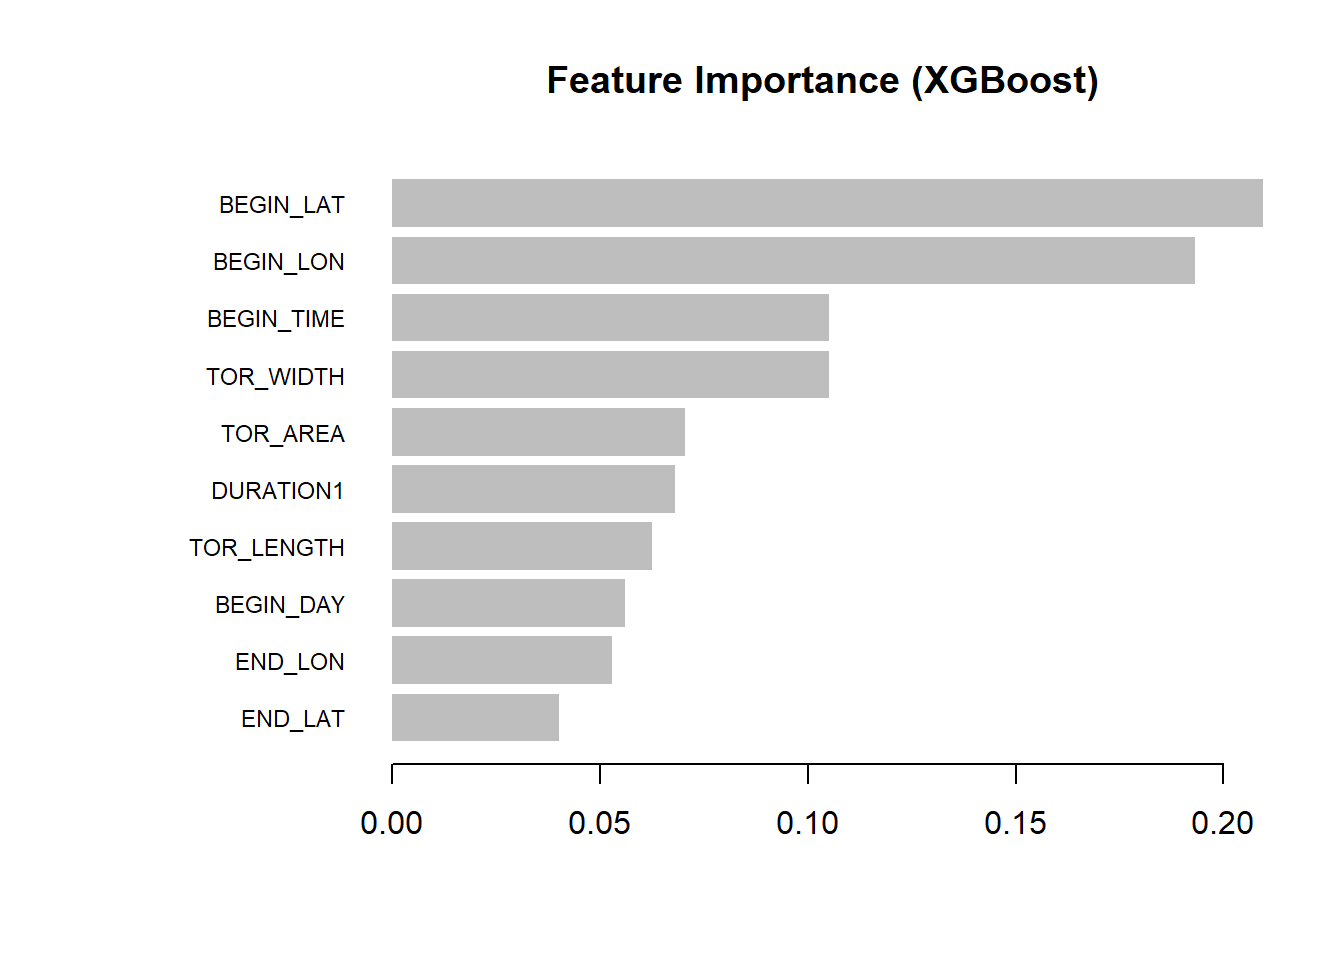 Feature Importance (XGBoost)
BEGIN_LAT
BEGIN_LON
BEGIN_TIME
TOR_WIDTH
TOR_AREA
DURATION1
TOR_LENGTH
BEGIN_DAY
END_LON
END_LAT
0.00 0.05 0.10 0.15 0.20